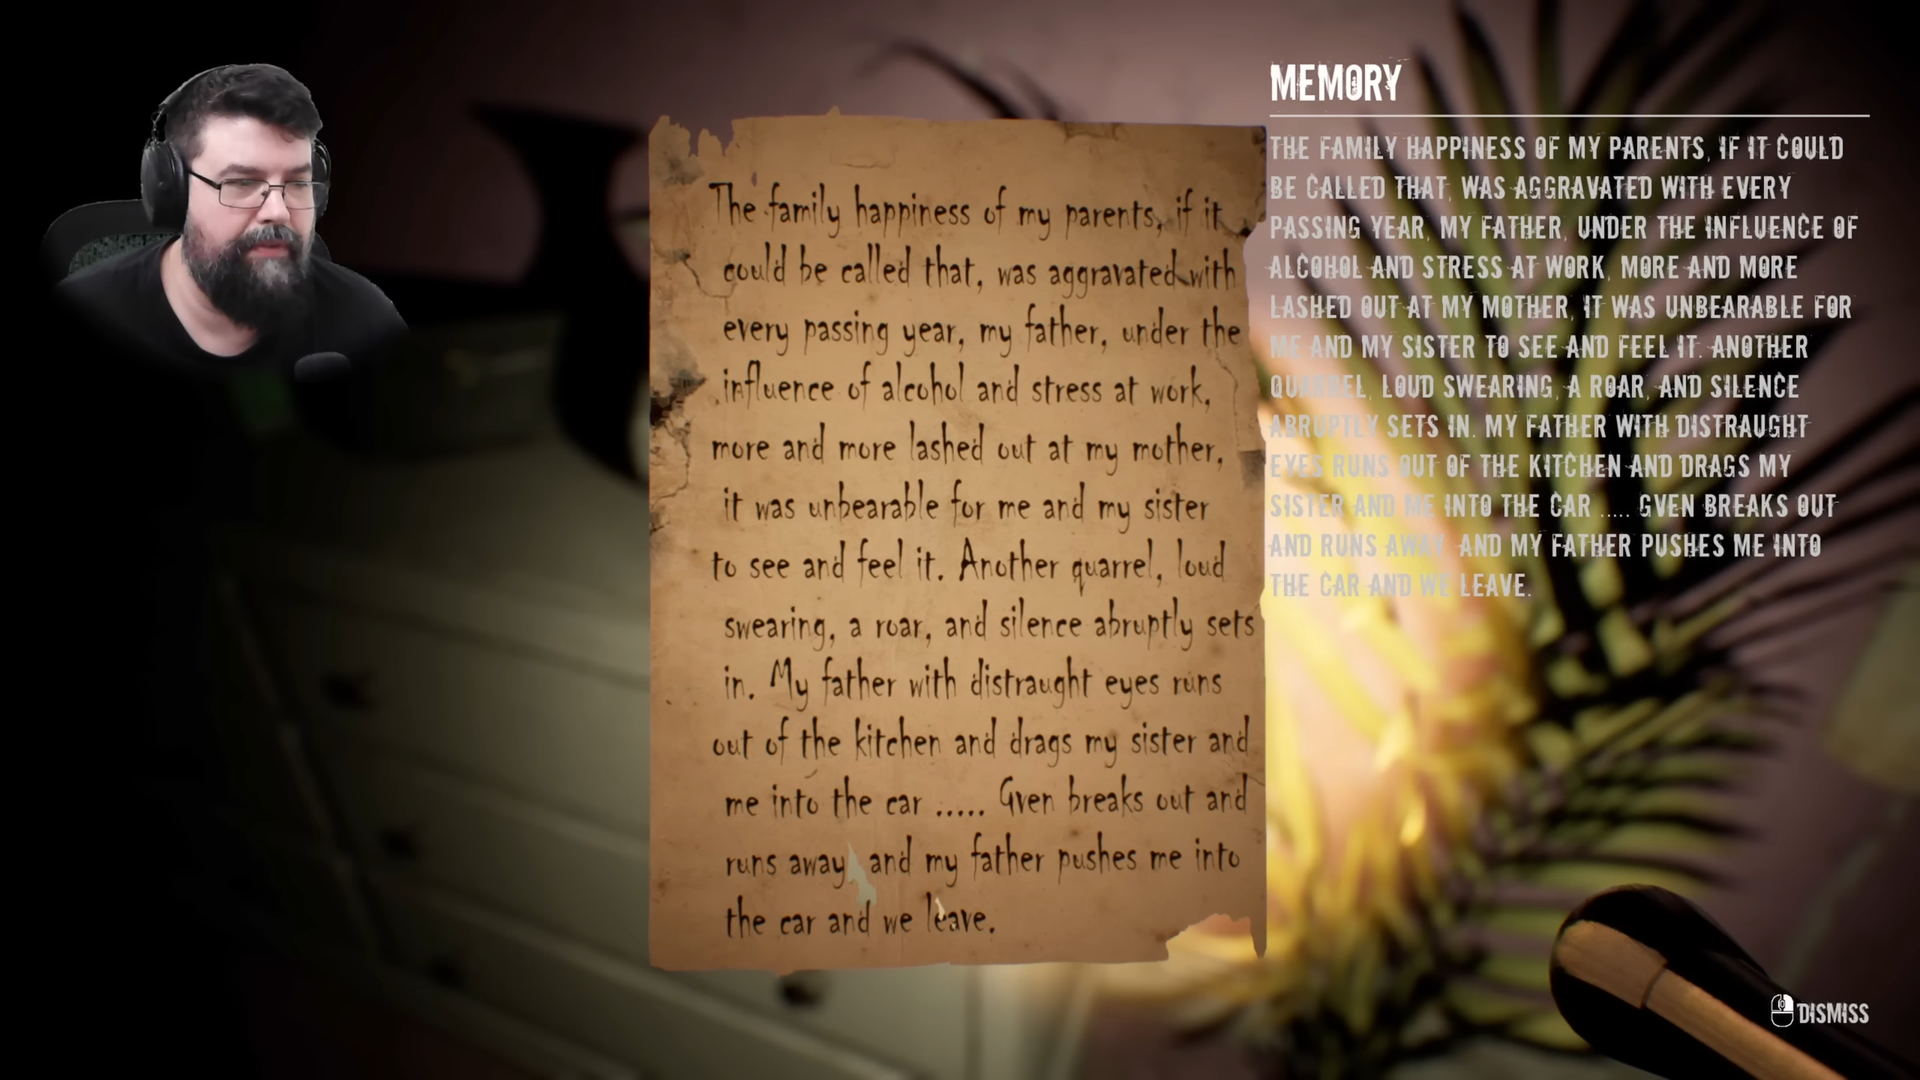 The family happiness of my parents, if it
could be called that, was aggravated with
every passing year, my father, under the
influence of alcohol and stress at work,
more and more lashed out at my mother,
it was unbearable for me and my sister
to see and feel it. Another quarrel, loud
swearing, a roar, and silence abruptly sets
in. My father with distraught eyes runs
out of the kitchen and drags my sister and
me into the car ..... Gven breaks out and
runs away and my father pushes me into
the car and we leave.
MEMORY
THE FAMILY HAPPINESS OF MY PARENTS, IF IT COULD
BE CALLED THAT, WAS AGGRAVATED WITH EVERY
PASSING YEAR, MY FATHER, UNDER THE INFLUENCE OF
ALCOHOL AND STRESS AT WORK, MORE AND MORE
LASHED OUT AT MY MOTHER, IT WAS UNBEARABLE FOR
ME AND MY SISTER TO SEE AND FEEL IT. ANOTHER
QUARREL, LOUD SWEARING, A ROAR, AND SILENCE
ABRUPTLY SETS IN. MY FATHER WITH DISTRAUGHT
EYES RUNS OUT OF THE KITCHEN AND DRAGS MY
SISTER AND ME INTO THE CAR ..... GVEN BREAKS OUT
AND RUNS AWAY AND MY FATHER PUSHES ME INTO
THE CAR AND WE LEAVE.
DISMISS